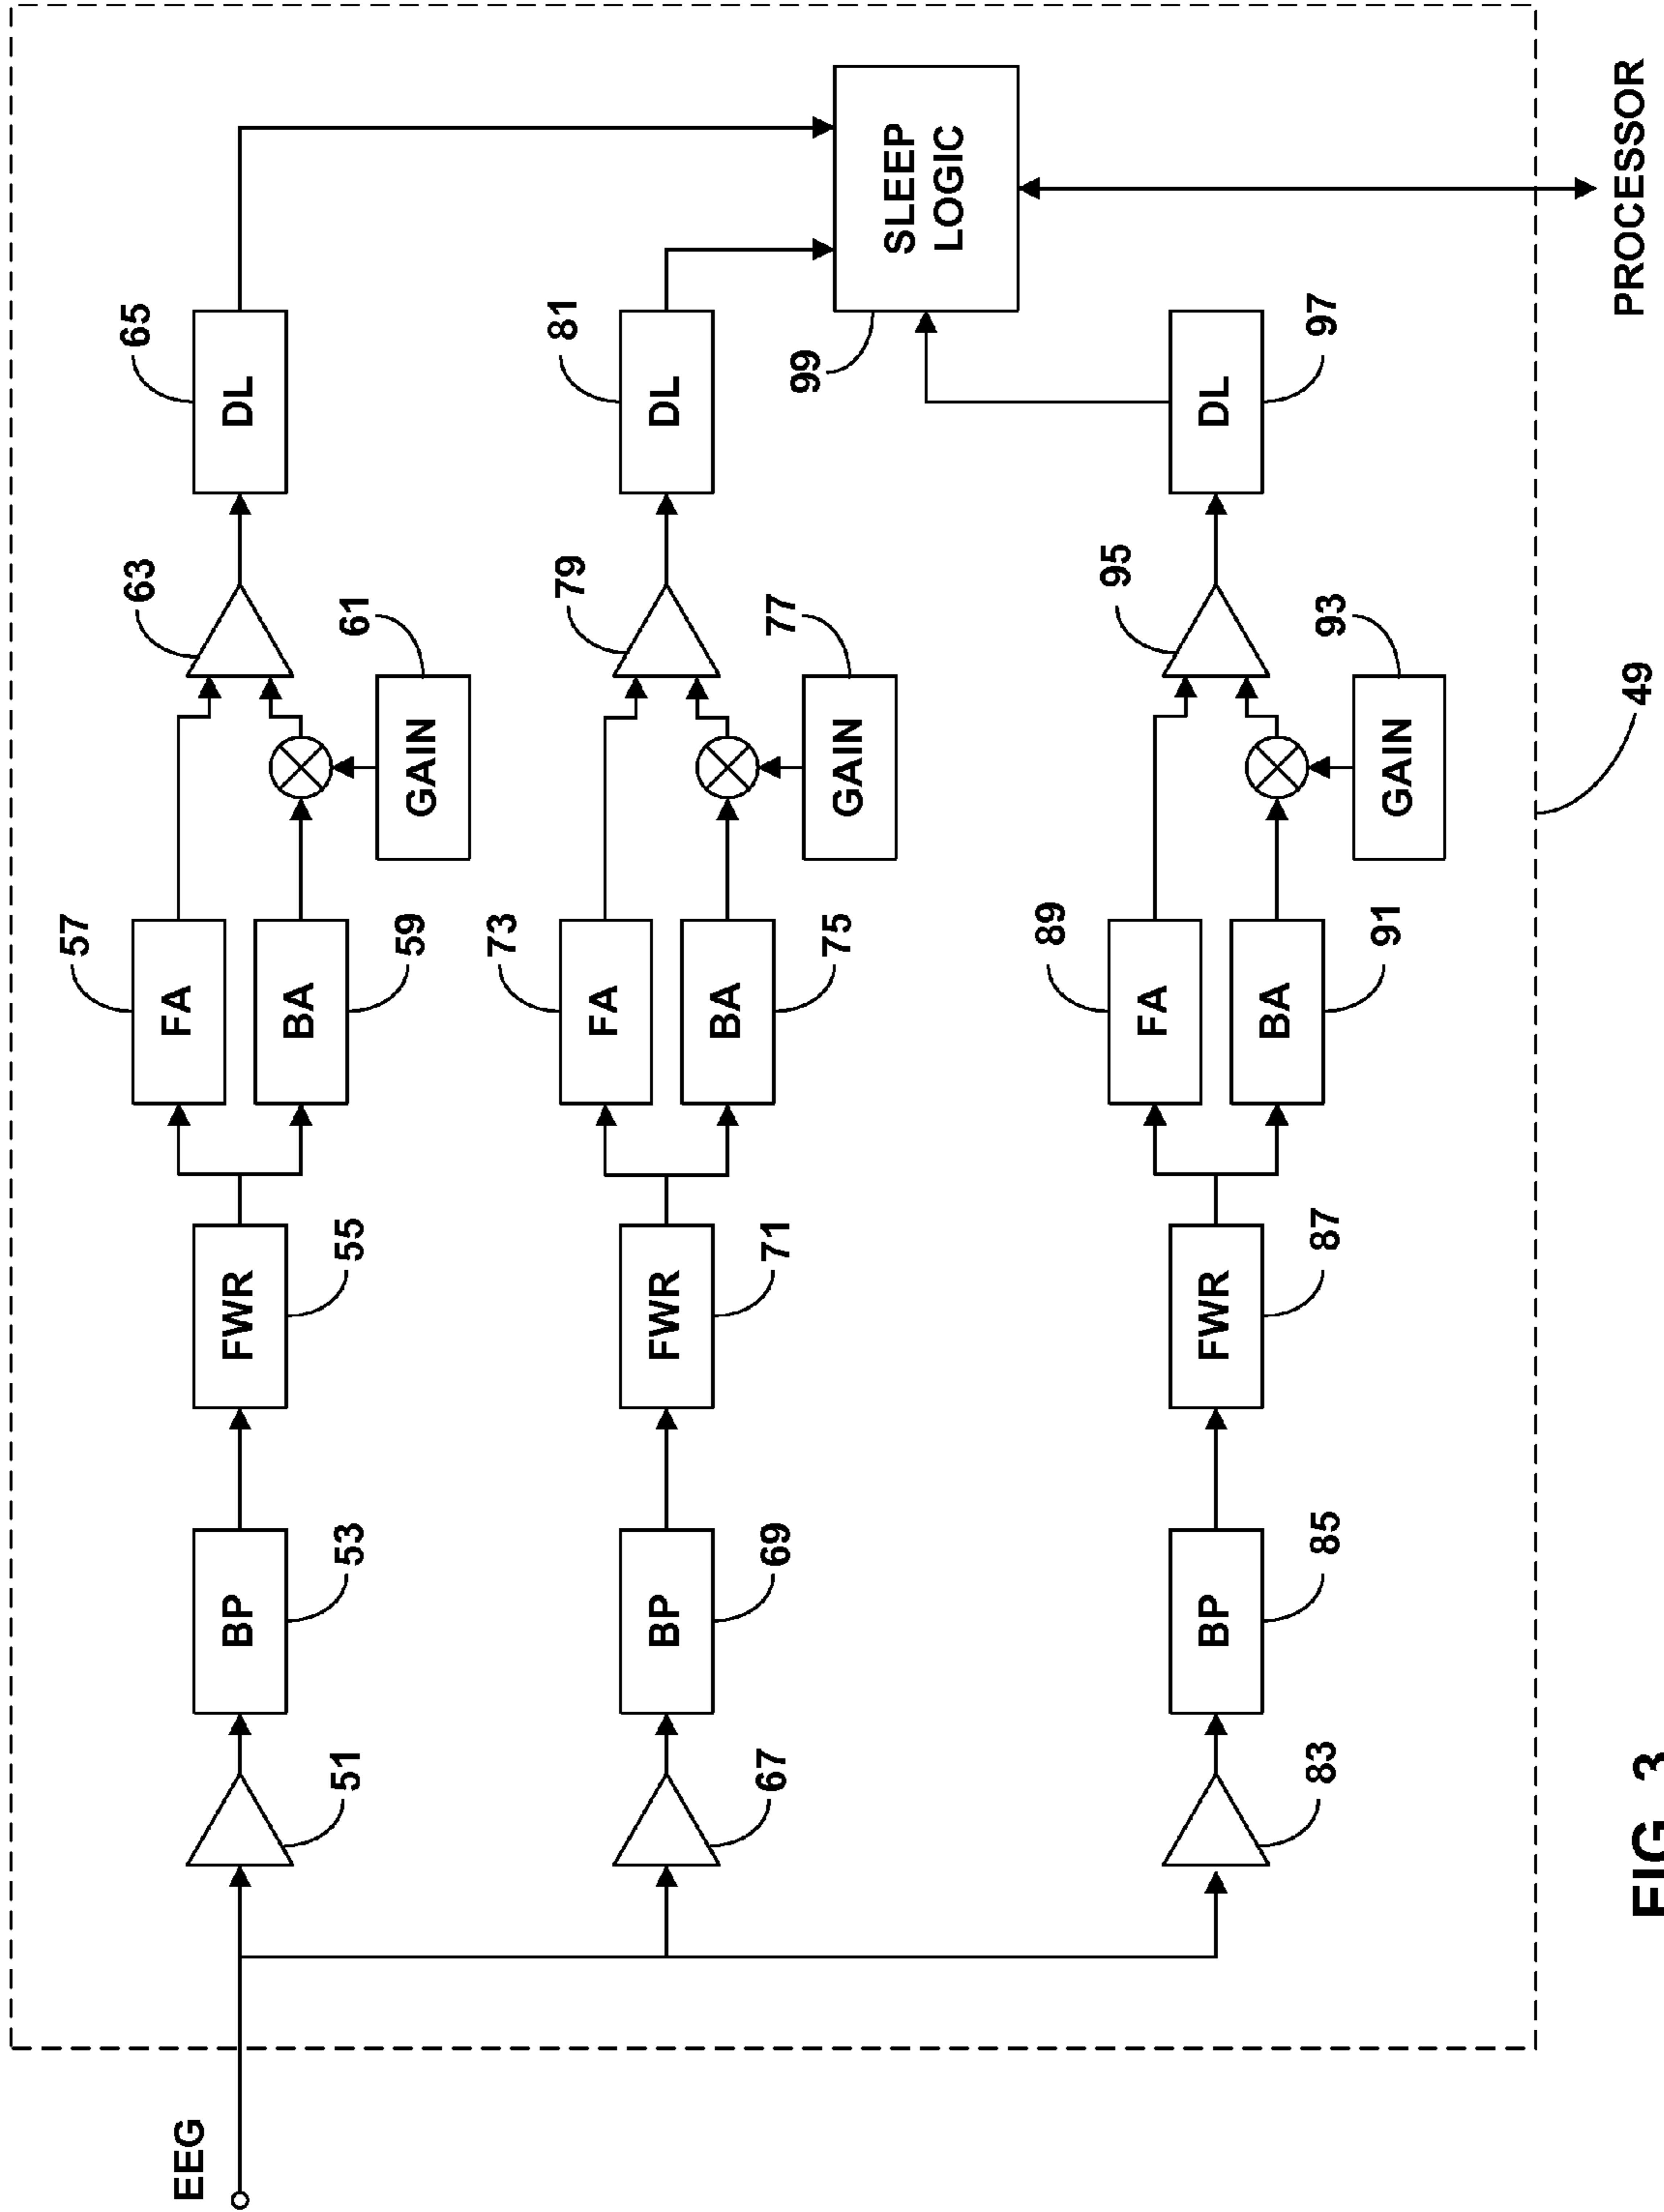 EEG
51
BP
53
FWR
55
FA
57
BA
59
GAIN
61
63
DL
65
67
BP
69
FWR
71
FA
73
BA
75
GAIN
77
79
DL
81
83
BP
85
FWR
87
FA
89
BA
91
GAIN
93
95
DL
97
SLEEP
LOGIC
99
PROCESSOR
49
FIG. 3